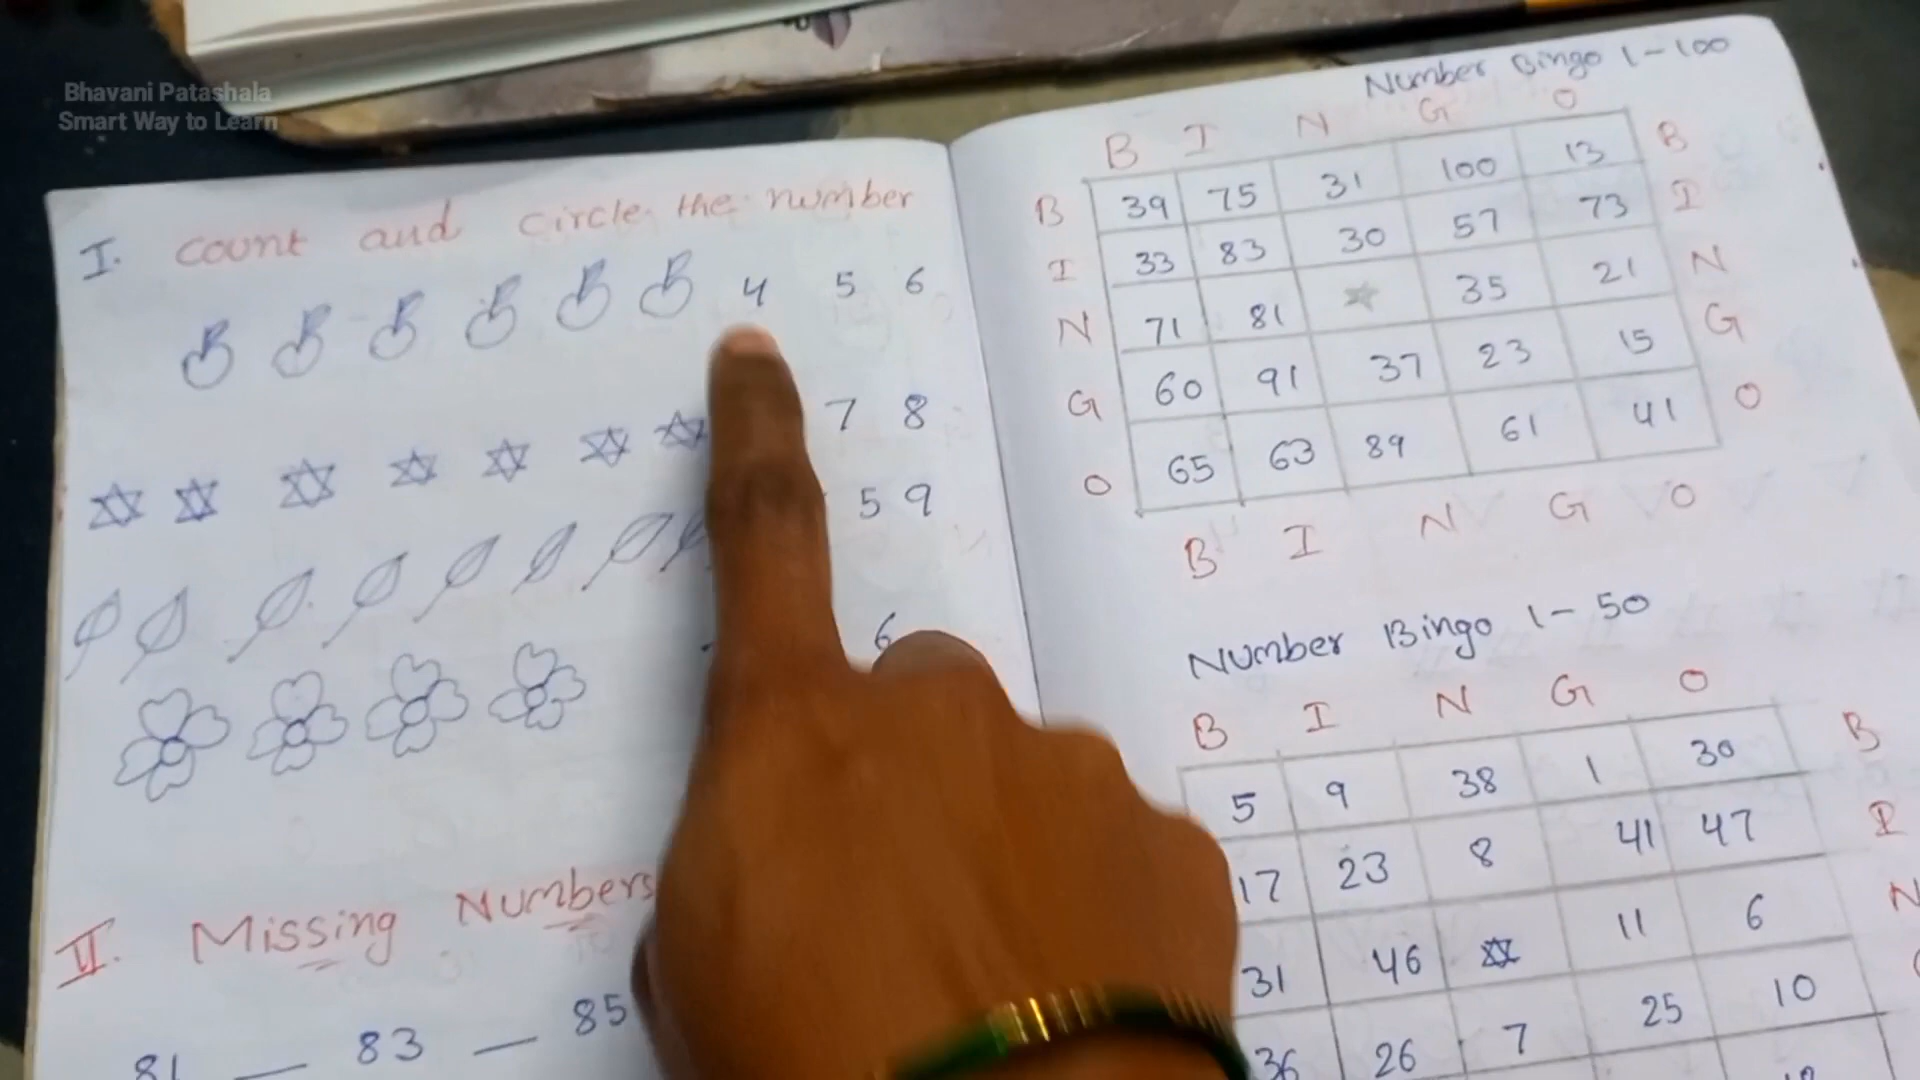 Bhavani Patashala
Smart Way to Learn
I. Count and circle the number
4 5 6
7 8
5 9
6
II. Missing Numbers
81 __ 83 __ 85
Number Bingo 1-100
B I N G O
B 39 75 31 100 13 B
I 33 83 30 57 73 I
N 71 81 35 21 N
G 60 91 37 23 15 G
O 65 63 89 61 41 O
B I N G O
Number Bingo 1-50
B I N G O
5 9 38 1 30 B
17 23 8 41 47 I
31 46 11 6 N
36 26 7 25 10